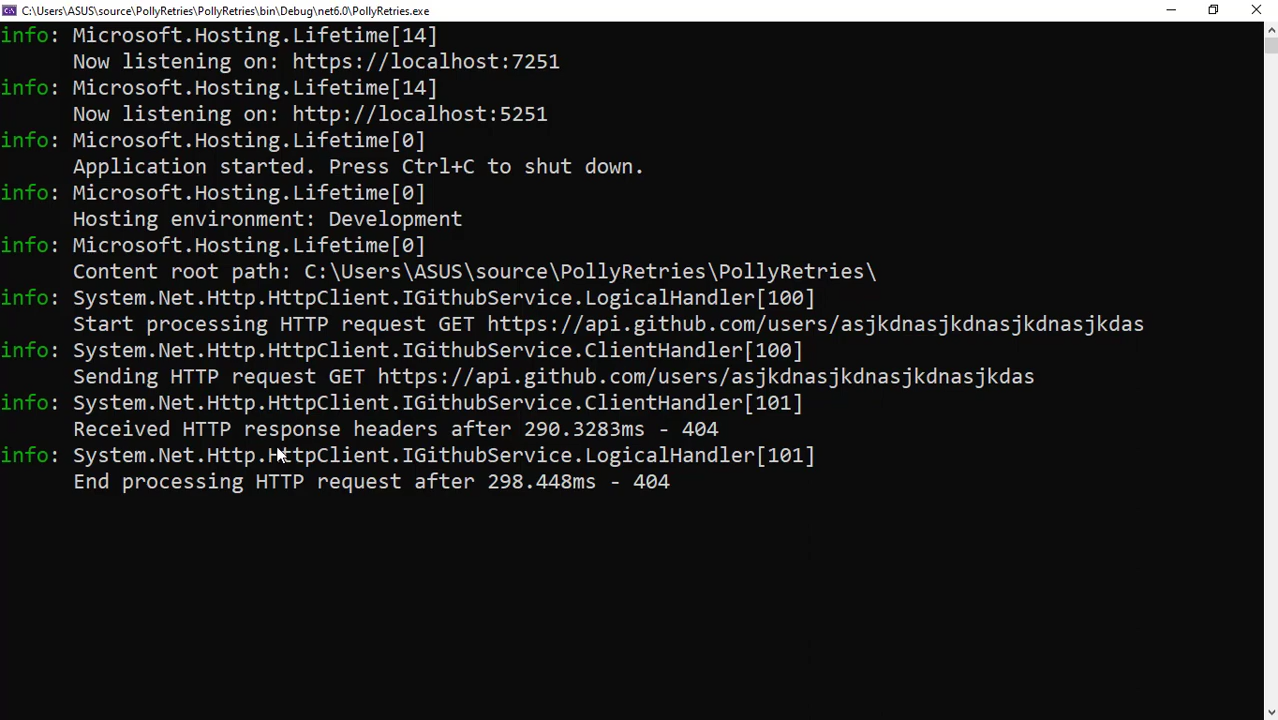 C:\Users\ASUS\source\PollyRetries\PollyRetries\bin\Debug\net6.0\PollyRetries.exe
info: Microsoft.Hosting.Lifetime[14]
Now listening on: https://localhost:7251
info: Microsoft.Hosting.Lifetime[14]
Now listening on: http://localhost:5251
info: Microsoft.Hosting.Lifetime[0]
Application started. Press Ctrl+C to shut down.
info: Microsoft.Hosting.Lifetime[0]
Hosting environment: Development
info: Microsoft.Hosting.Lifetime[0]
Content root path: C:\Users\ASUS\source\PollyRetries\PollyRetries\
info: System.Net.Http.HttpClient.IGithubService.LogicalHandler[100]
Start processing HTTP request GET https://api.github.com/users/asjkdnasjkdnasjkdnasjkdas
info: System.Net.Http.HttpClient.IGithubService.ClientHandler[100]
Sending HTTP request GET https://api.github.com/users/asjkdnasjkdnasjkdnasjkdas
info: System.Net.Http.HttpClient.IGithubService.ClientHandler[101]
Received HTTP response headers after 290.3283ms - 404
info: System.Net.Http.HttpClient.IGithubService.LogicalHandler[101]
End processing HTTP request after 298.448ms - 404